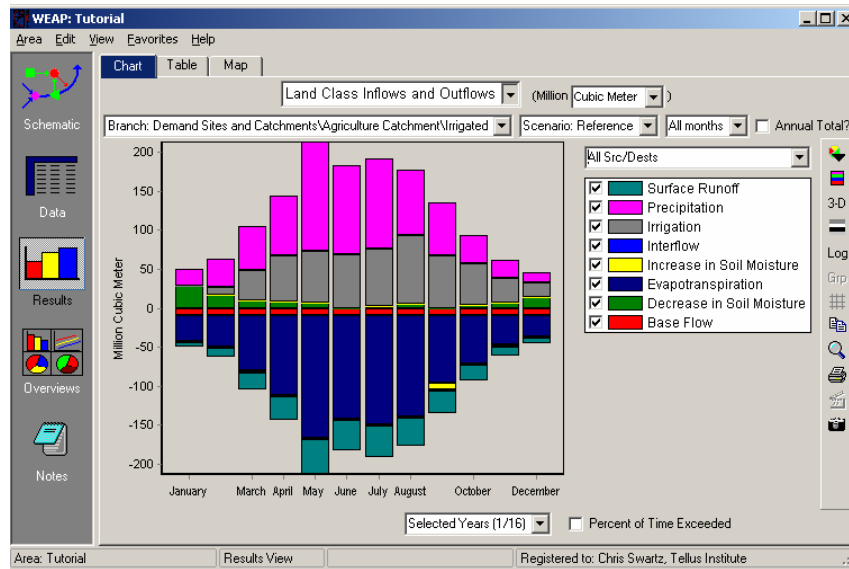 WEAP: Tutorial
Area Edit View Favorites Help
Chart Table Map
Land Class Inflows and Outflows (Million Cubic Meter )
Branch: Demand Sites and Catchments\Agriculture Catchment\Irrigated Scenario: Reference All months Annual Total?
All Src/Dests
Surface Runoff
Precipitation
Irrigation
Interflow
Increase in Soil Moisture
Evapotranspiration
Decrease in Soil Moisture
Base Flow
Schematic
Data
Results
Overviews
Notes
Million Cubic Meter
200
150
100
50
0
-50
-100
-150
-200
January March April May June July August October December
3-D
Log
Grp
Selected Years (1/16) Percent of Time Exceeded
Area: Tutorial Results View Registered to: Chris Swartz, Tellus Institute